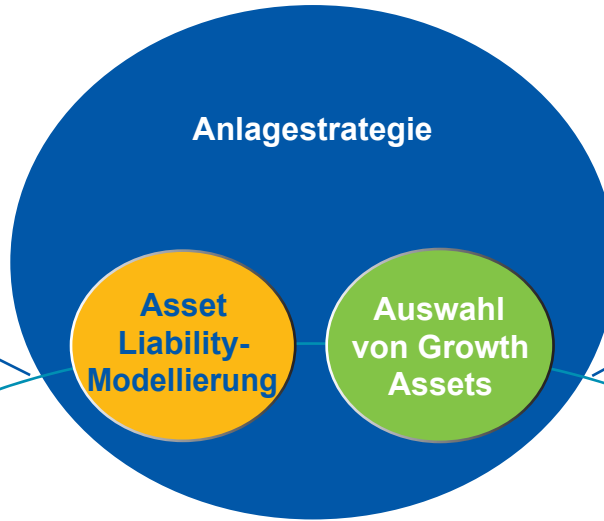 Anlagestrategie
Asset
Liability-
Modellierung
Auswahl
von Growth
Assets